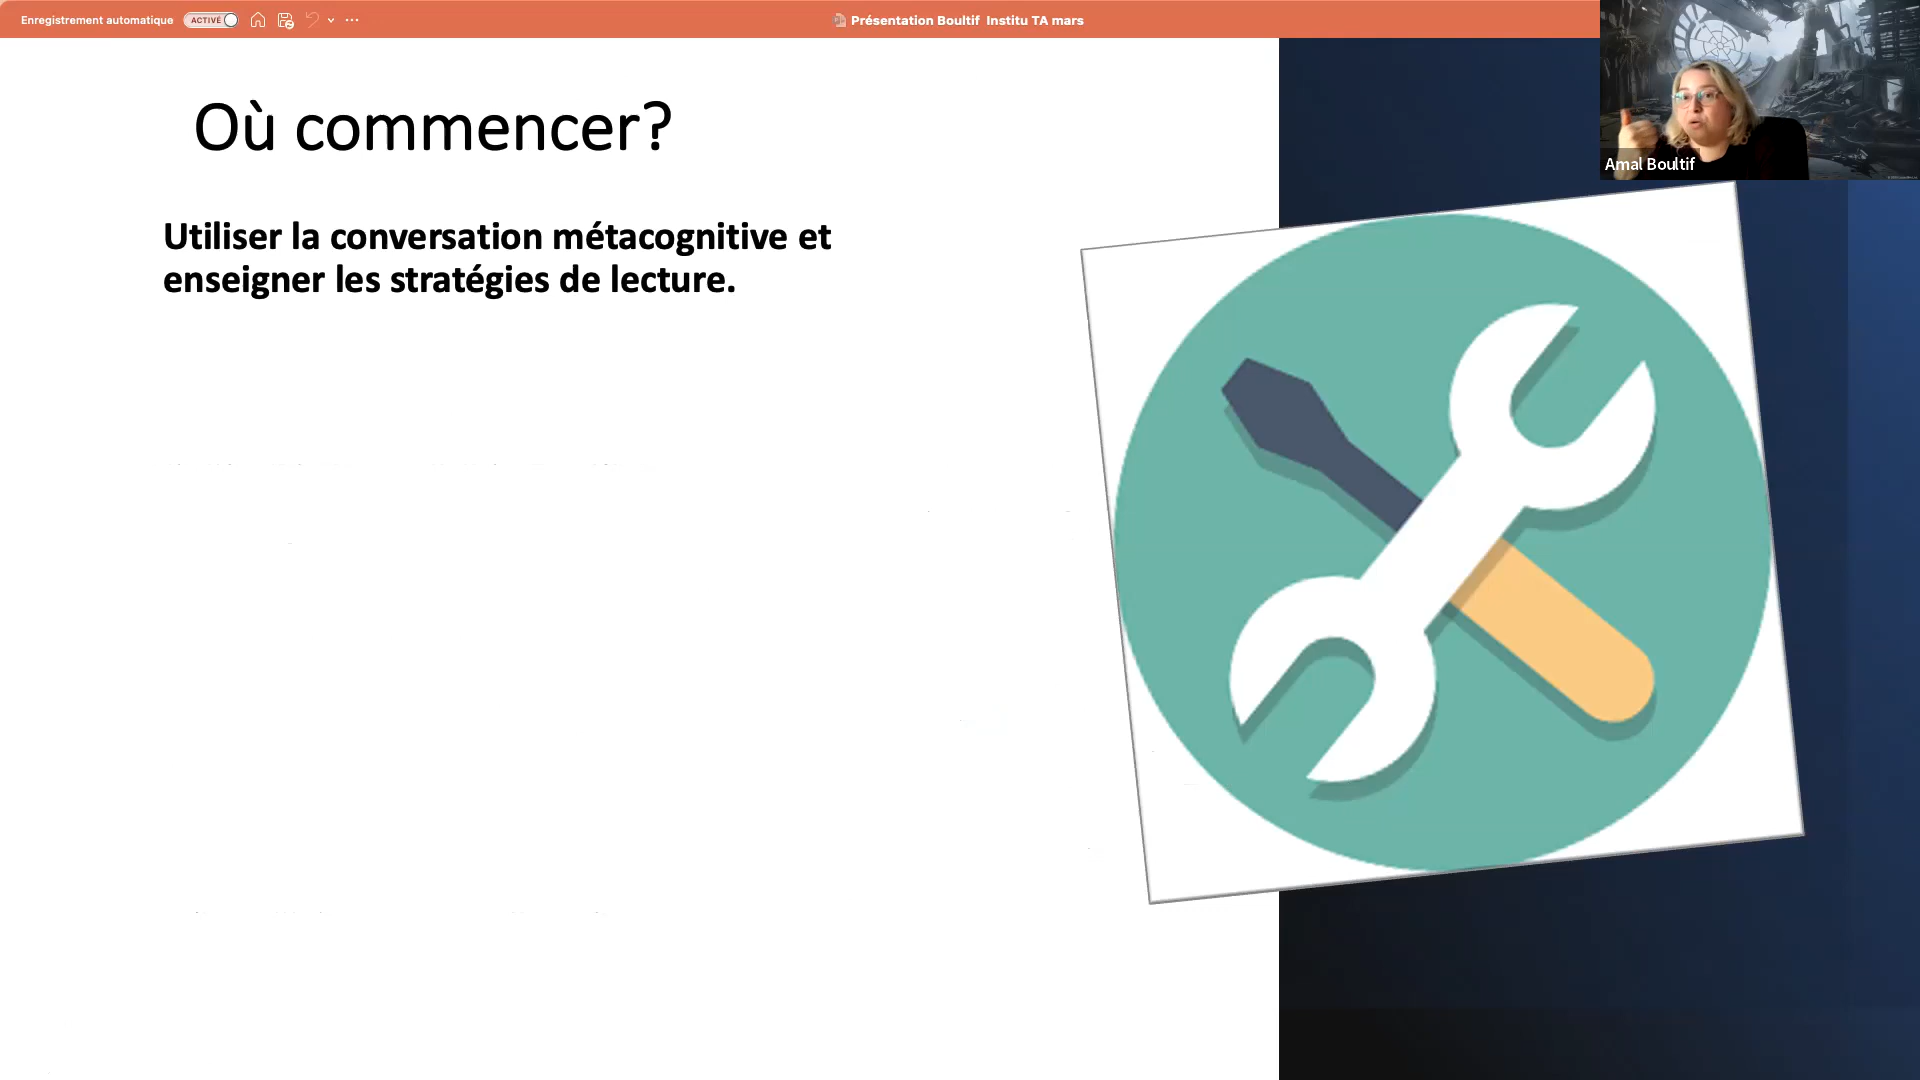 Enregistrement automatique
ACTIVÉ
Présentation Boultif Institu TA mars
Amal Boultif
Où commencer?
Utiliser la conversation métacognitive et
enseigner les stratégies de lecture.